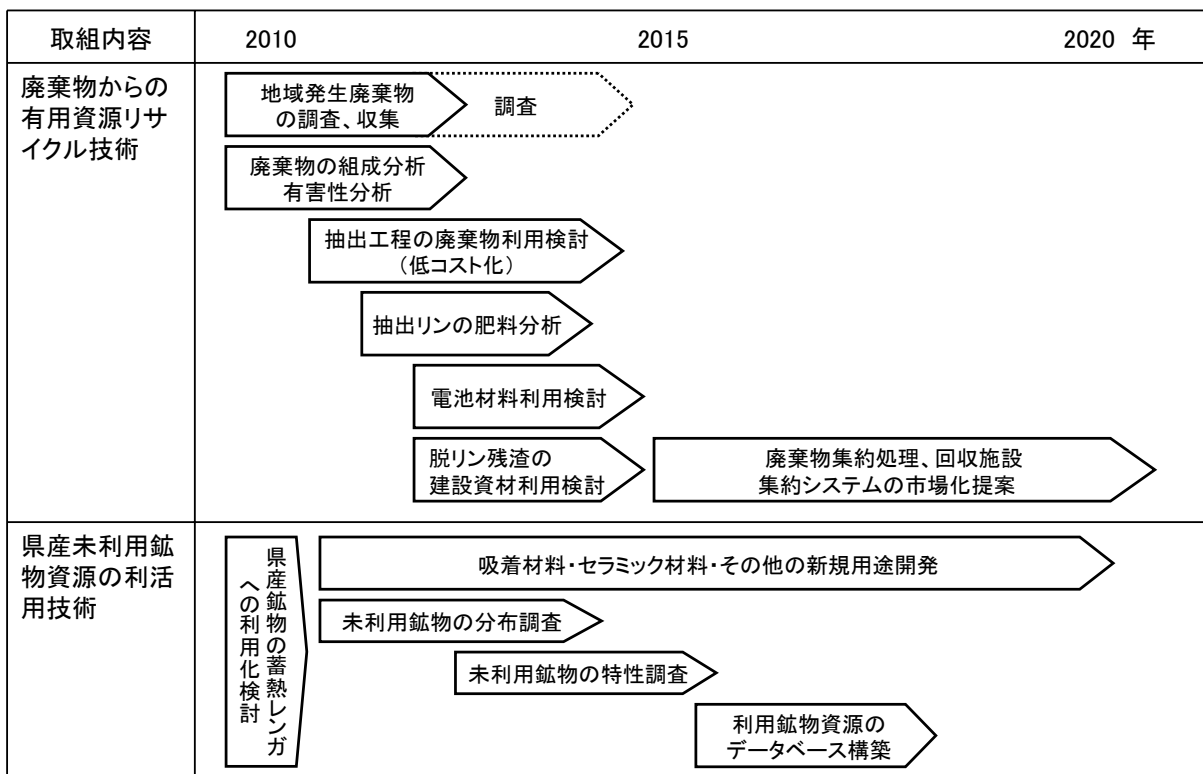 取組内容
2010
2015
2020 年
廃棄物からの
有用資源リサ
イクル技術
地域発生廃棄物
の調査、収集
調査
廃棄物の組成分析
有害性分析
抽出工程の廃棄物利用検討
（低コスト化）
抽出リンの肥料分析
電池材料利用検討
脱リン残渣の
建設資材利用検討
廃棄物集約処理、回収施設
集約システムの市場化提案
県産未利用鉱
物資源の利活
用技術
県産鉱物の蓄熱レンガ
への利用化検討
吸着材料・セラミック材料・その他の新規用途開発
未利用鉱物の分布調査
未利用鉱物の特性調査
利用鉱物資源の
データベース構築